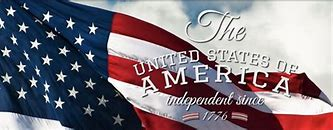 The
UNITED STATES OF
AMERICA
independent since
1776